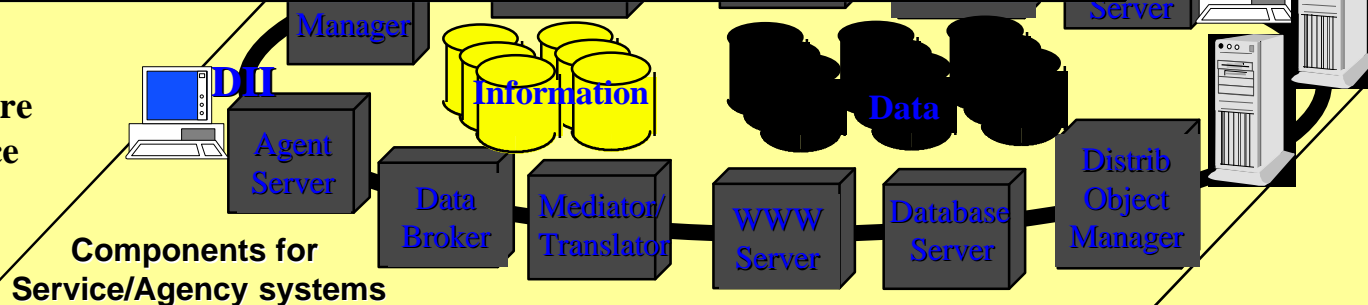 Server
Manager
DII
Information
Data
re
ce
Agent
Server
Distrib
Object
Manager
Data
Broker
Mediator/
Translator
WWW
Server
Database
Server
Components for
Service/Agency systems